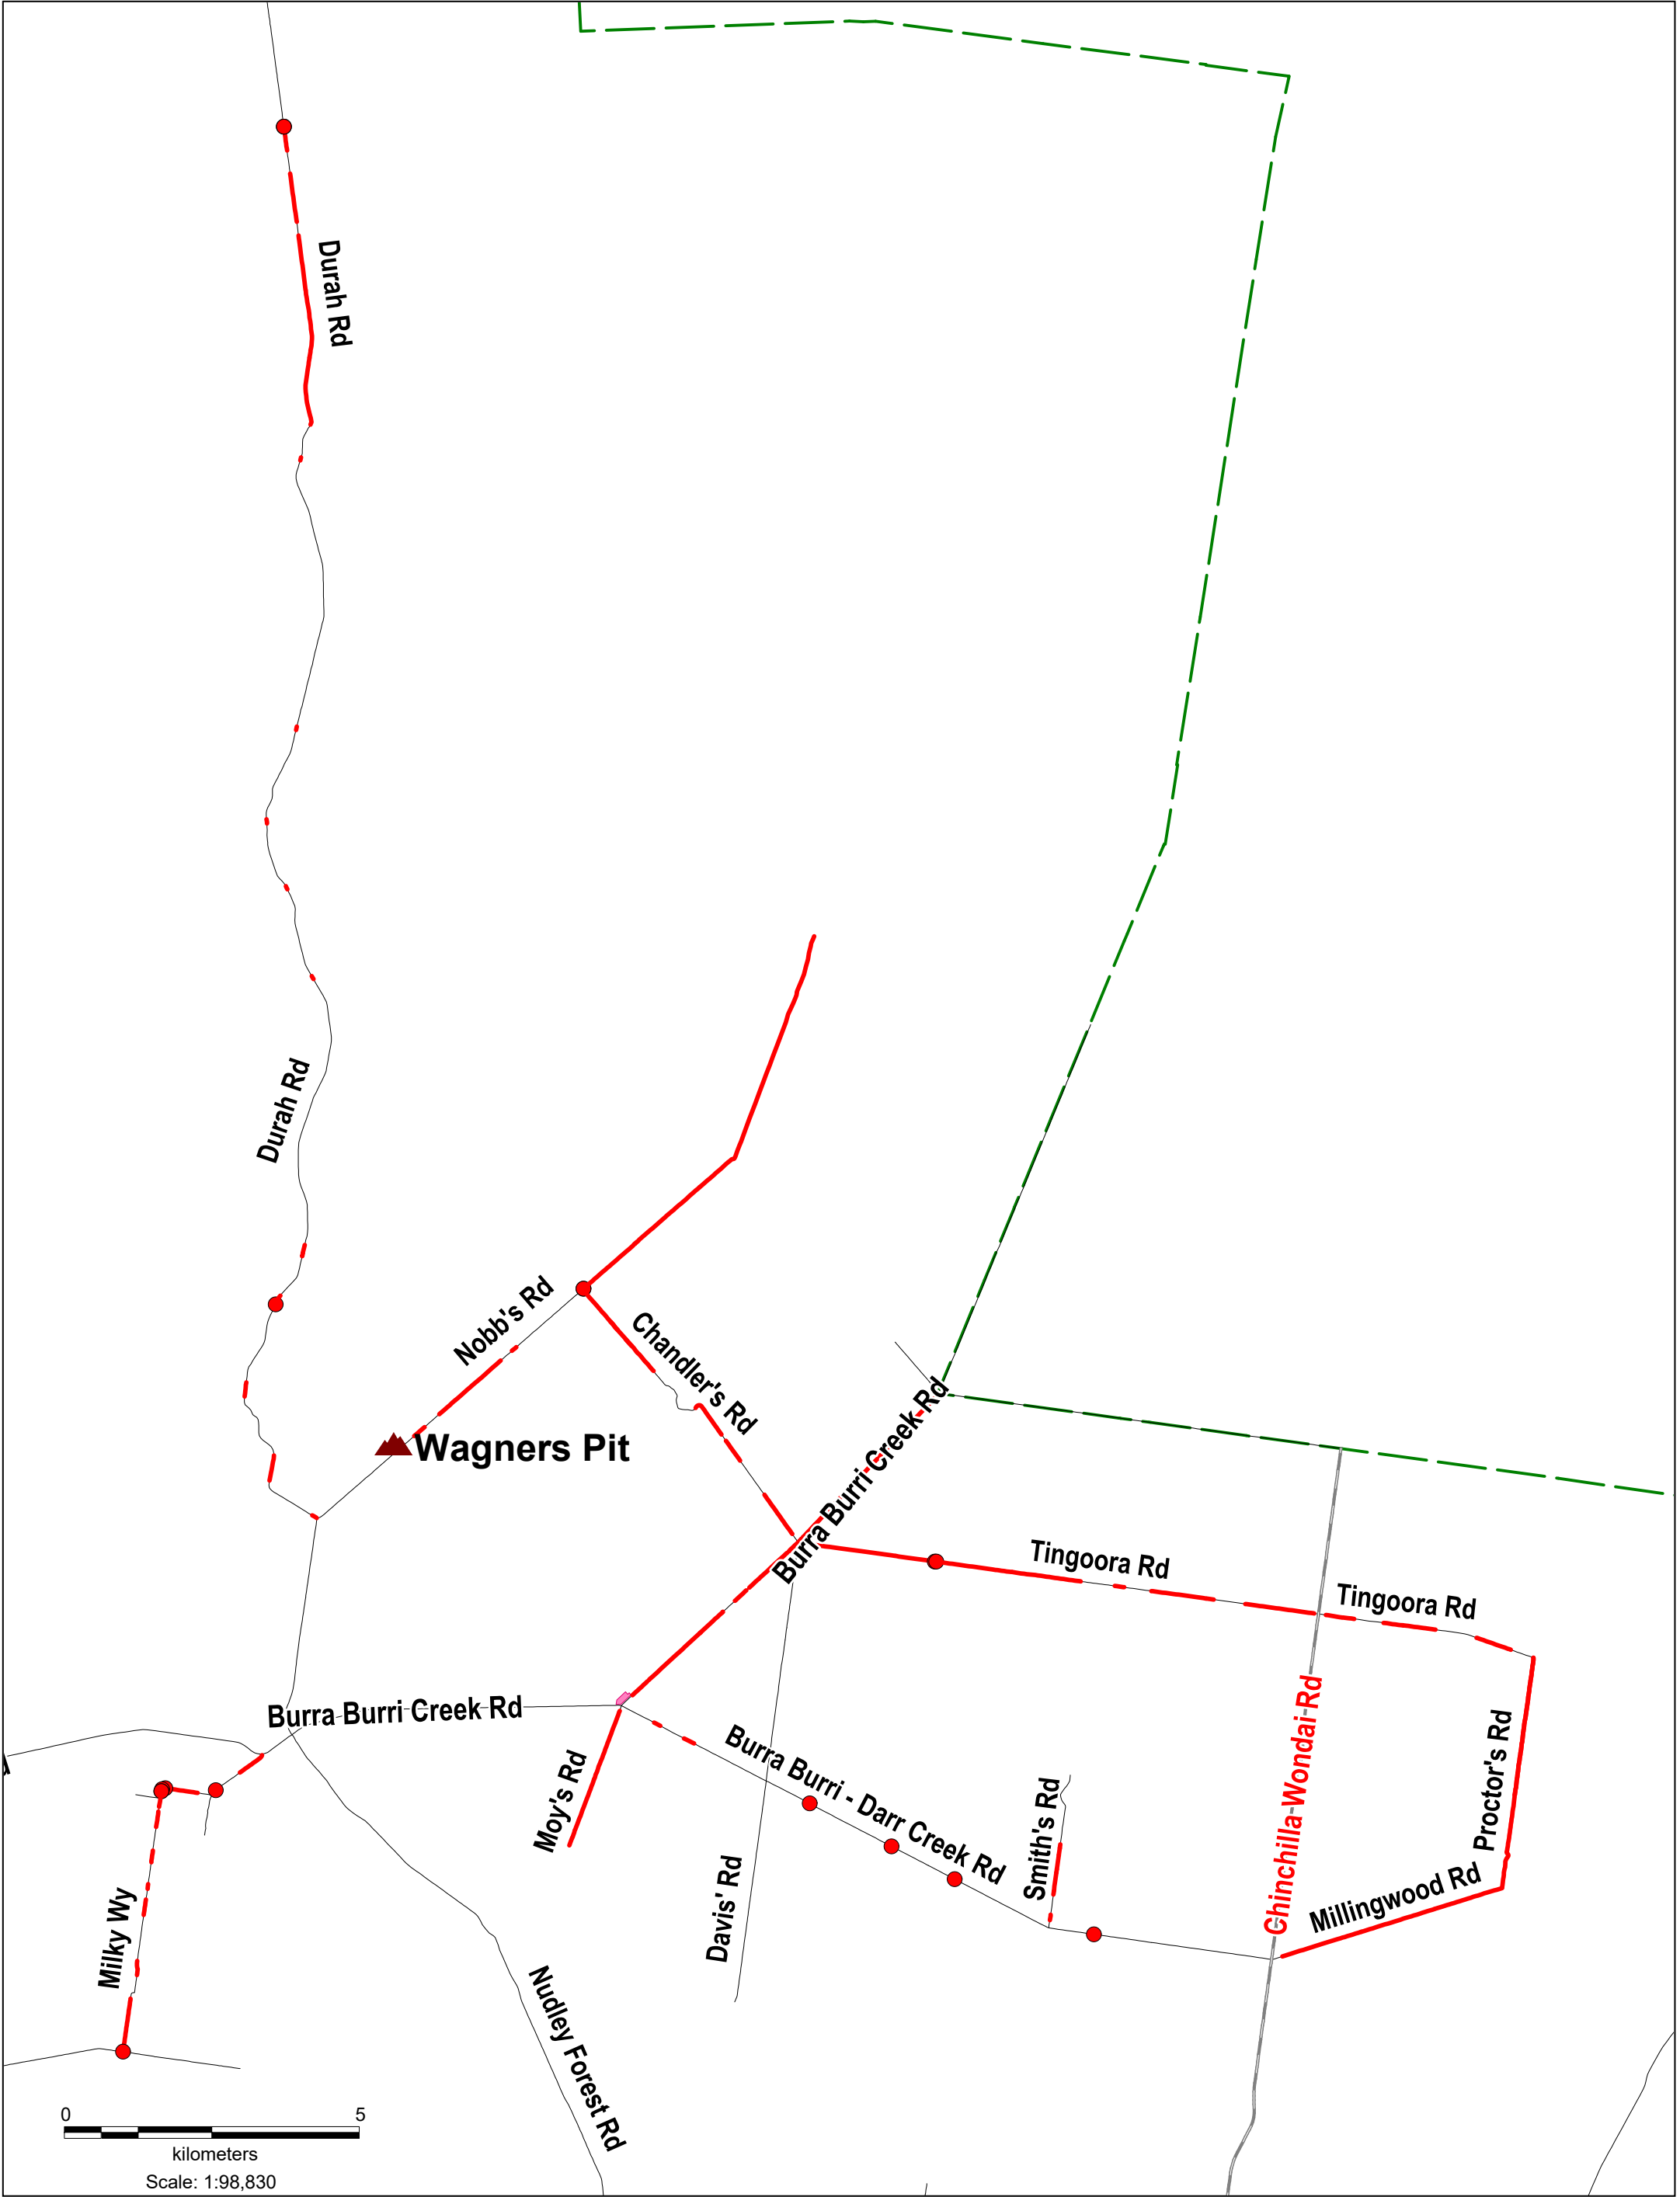 Durah Rd
Durah Rd
Nobb's Rd
Chandler's Rd
Wagners Pit
Burra Burri Creek Rd
Tingoora Rd
Tingoora Rd
Burra Burri Creek Rd
Chinchilla-Wondai Rd
Proctor's Rd
Moy's Rd
Burra Burri - Darr Creek Rd
Smith's Rd
Millingwood Rd
Davis' Rd
Milky Wy
Nudley Forest Rd
0 5
kilometers
Scale: 1:98,830